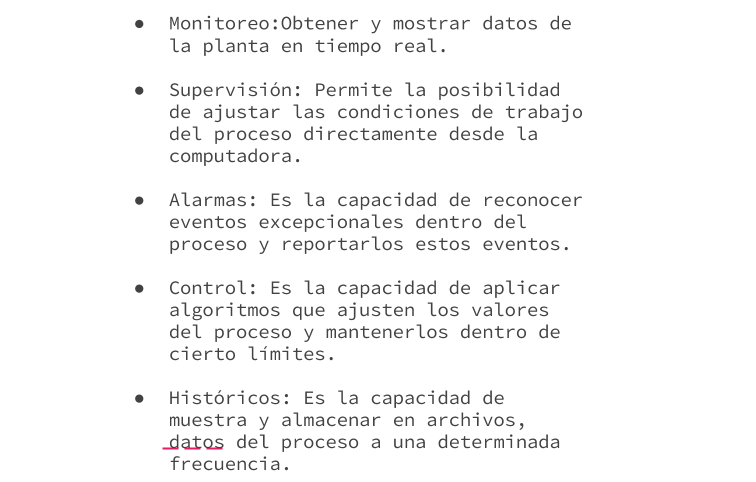 ● Monitoreo:Obtener y mostrar datos de
la planta en tiempo real.
● Supervisión: Permite la posibilidad
de ajustar las condiciones de trabajo
del proceso directamente desde la
computadora.
● Alarmas: Es la capacidad de reconocer
eventos excepcionales dentro del
proceso y reportarlos estos eventos.
● Control: Es la capacidad de aplicar
algoritmos que ajusten los valores
del proceso y mantenerlos dentro de
cierto límites.
● Históricos: Es la capacidad de
muestra y almacenar en archivos,
datos del proceso a una determinada
frecuencia.